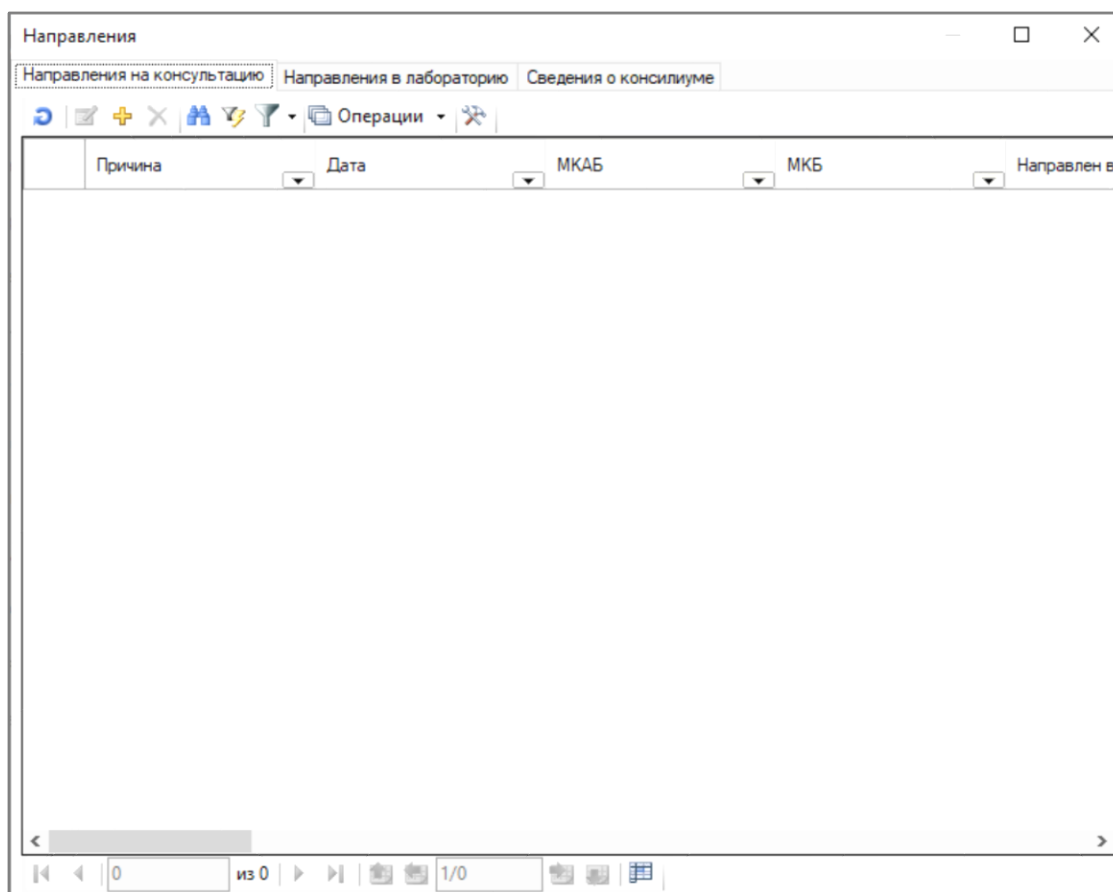 Направления
Направления на консультацию Направления в лабораторию Сведения о консилиуме
Операции
Причина Дата МКАБ МКБ Направлен в
0 из 0 1/0